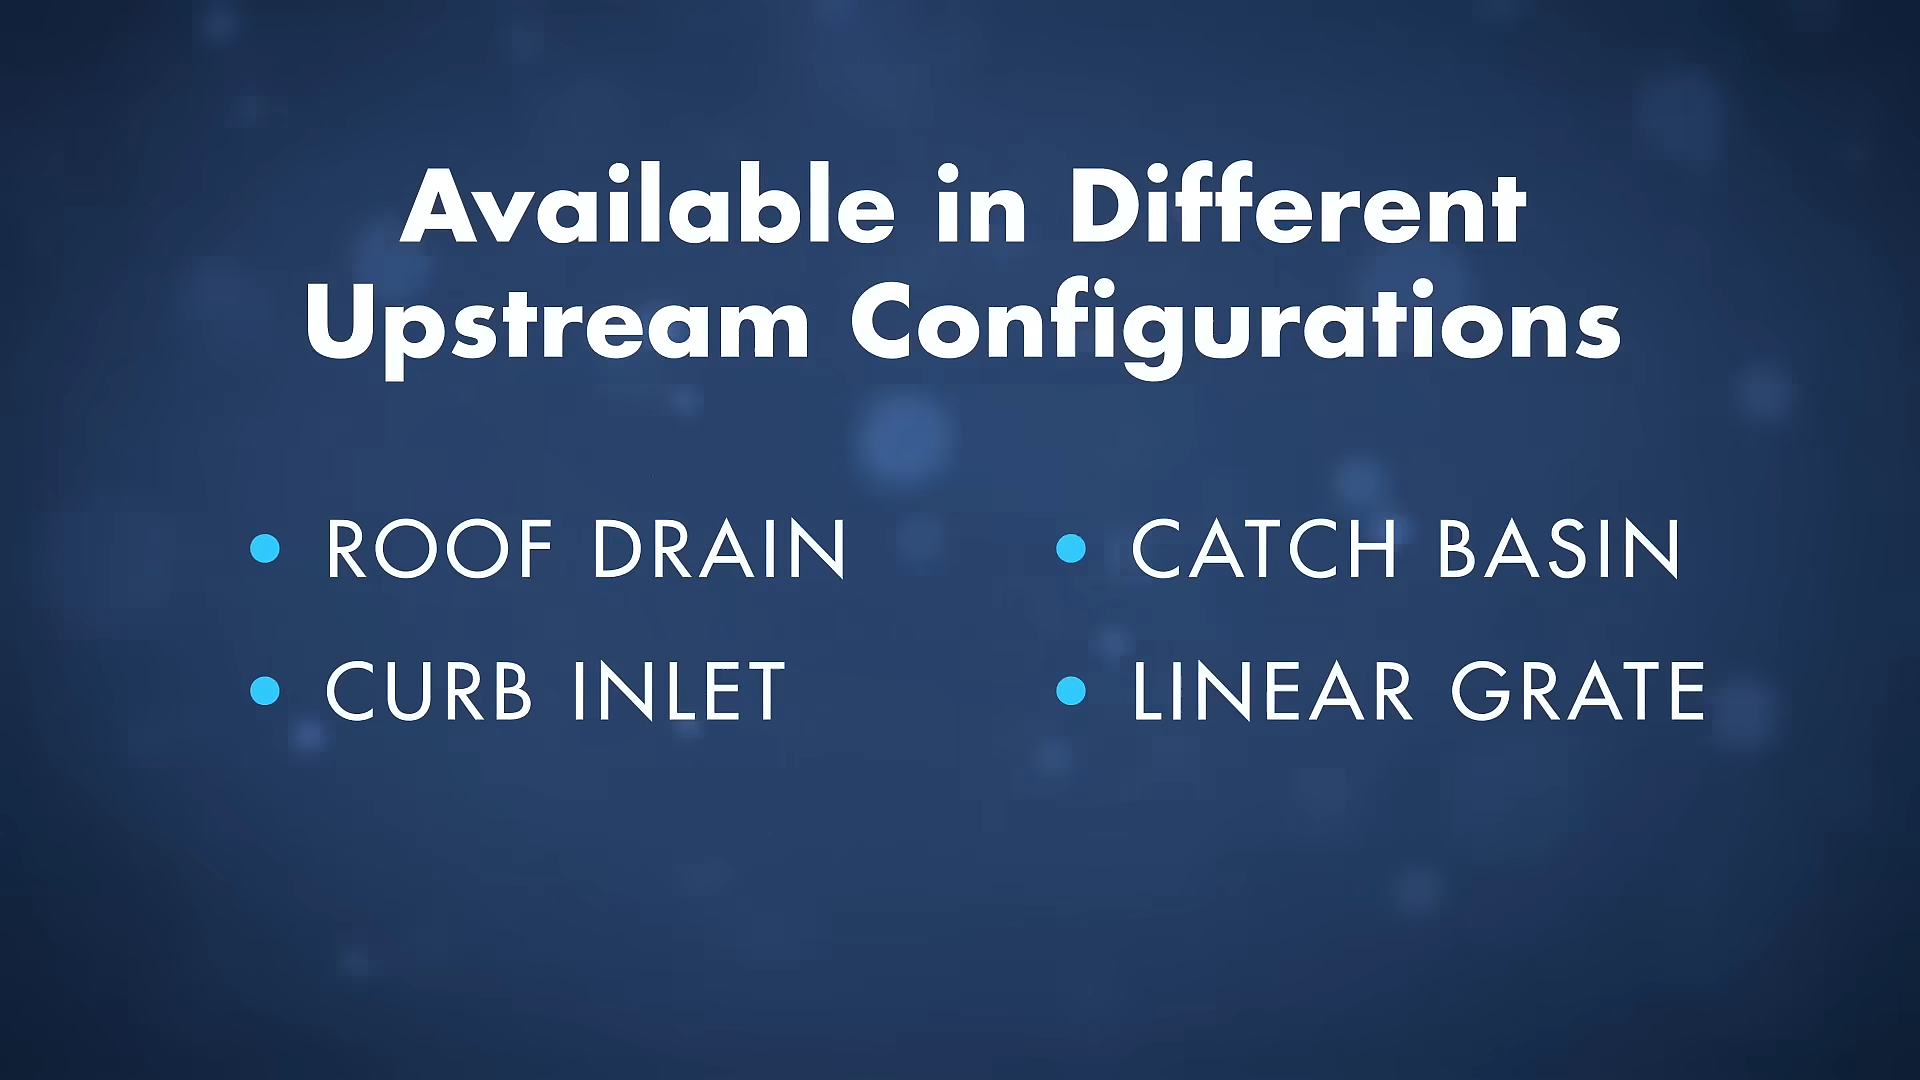 Available in Different
Upstream Configurations
• ROOF DRAIN
• CATCH BASIN
• CURB INLET
• LINEAR GRATE